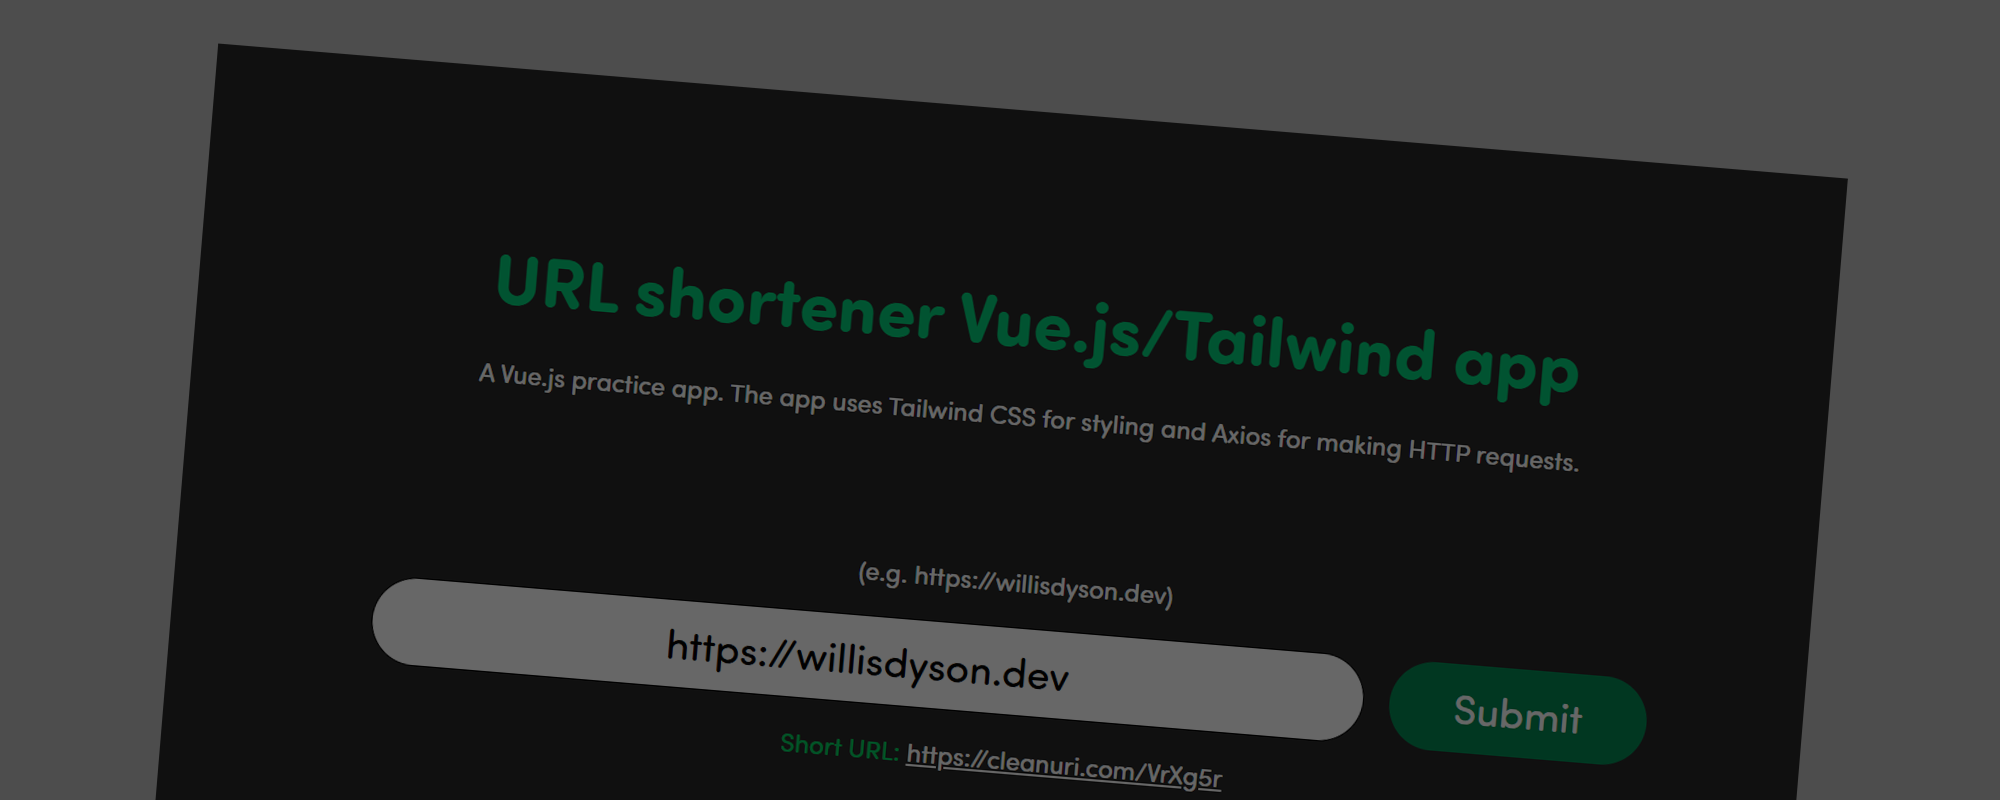 URL shortener Vue.js/Tailwind app
A Vue.js practice app. The app uses Tailwind CSS for styling and Axios for making HTTP requests.
(e.g. https://willisdyson.dev)
https://willisdyson.dev
Submit
Short URL: https://cleanuri.com/VrXg5r